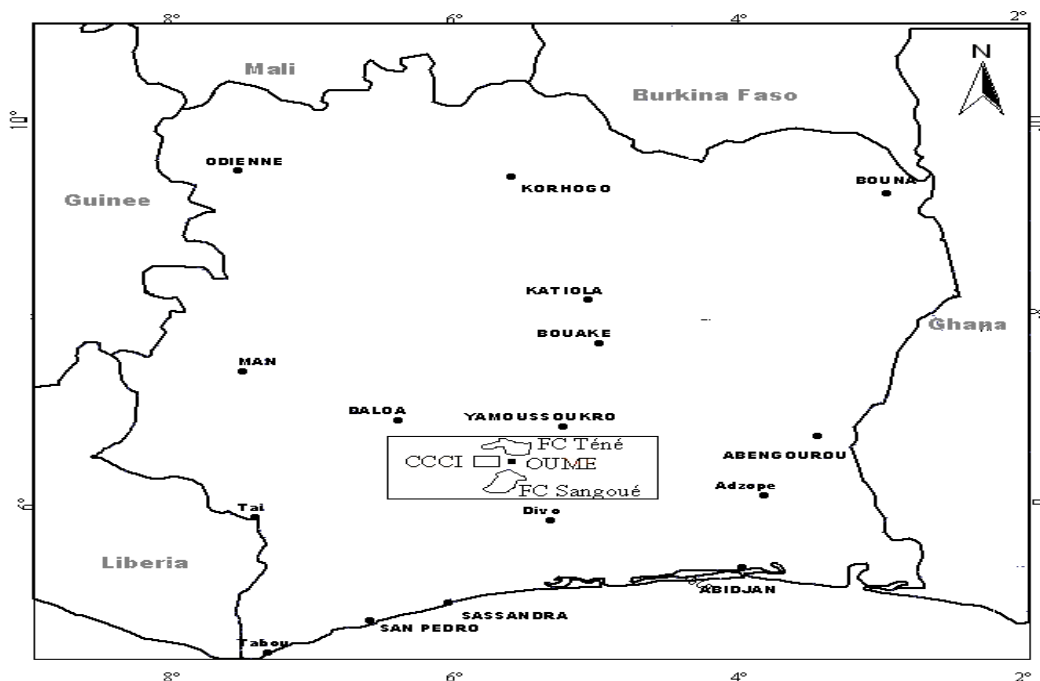 8° 6° 4° 2°
Mali
N
Burkina Faso
10°
ODIENNE
KORHOGO
BOUNA
Guinee
KATIOLA
BOUAKE
Ghana
MAN
DALOA
YAMOUSSOUKRO
FC Téné
CCCI
OUME
ABENGOUROU
FC Sangoué
Adzope
6°
Tai
Divo
Liberia
ABIDJAN
SASSANDRA
SAN PEDRO
Tabou
8° 6° 4° 2°